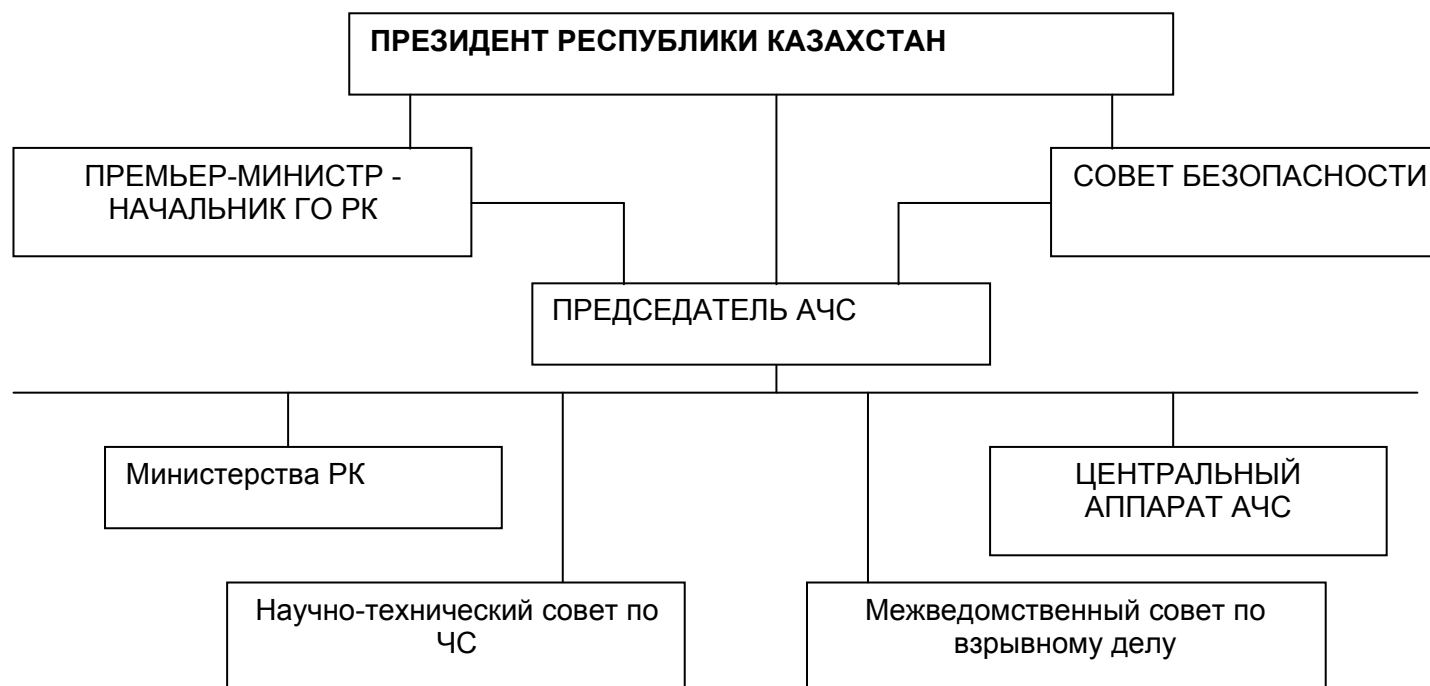 ПРЕЗИДЕНТ РЕСПУБЛИКИ КАЗАХСТАН
ПРЕМЬЕР-МИНИСТР -
НАЧАЛЬНИК ГО РК
СОВЕТ БЕЗОПАСНОСТИ
ПРЕДСЕДАТЕЛЬ АЧС
Министерства РК
ЦЕНТРАЛЬНЫЙ
АППАРАТ АЧС
Научно-технический совет по
ЧС
Межведомственный совет по
взрывному делу